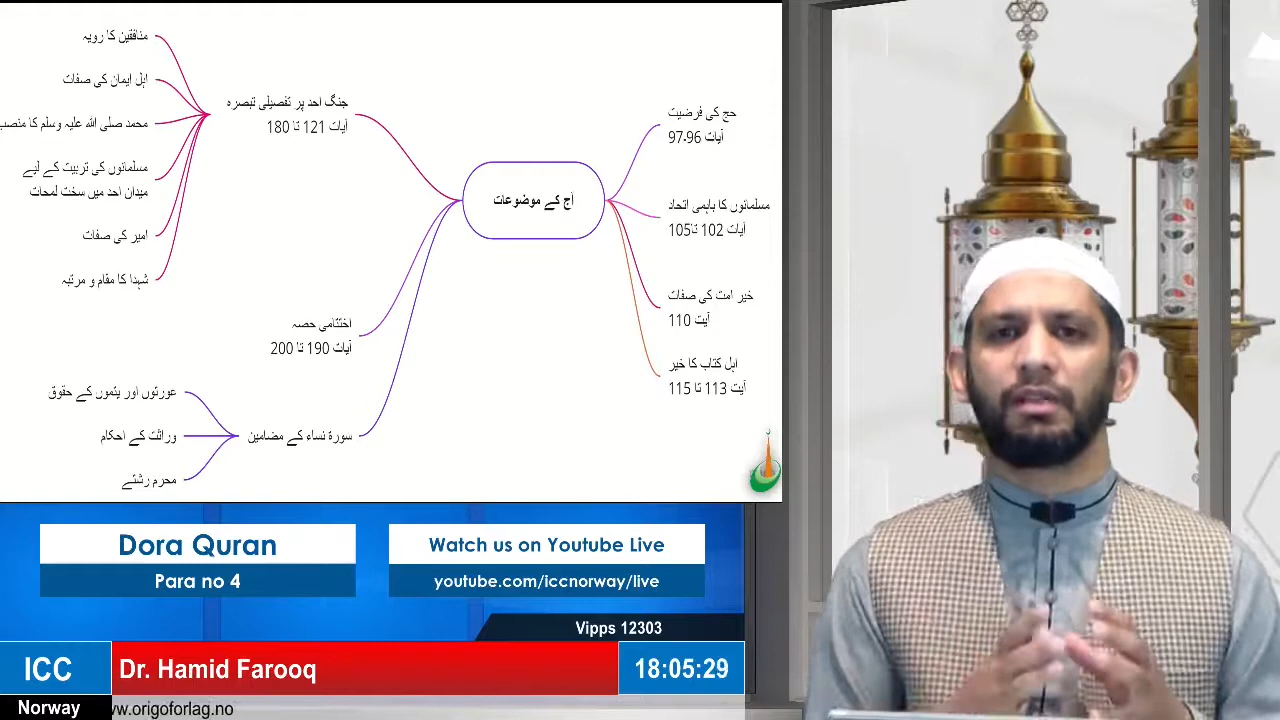 آج کے موضوعات
حج کی فرضیت
آیات 96-97
مسلمانوں کا باہمی اتحاد
آیات 102 تا105
خیر امت کی صفات
آیت 110
اہل کتاب کا خیر
آیت 113 تا 115
جنگ احد پر تفصیلی تبصرہ
آیات 121 تا 180
منافقین کا رویہ
اہل ایمان کی صفات
محمد صلی اللہ علیہ وسلم کا منصب
مسلمانوں کی تربیت کے لیے
میدان احد میں سخت لمحات
امیر کی صفات
شہدا کا مقام و مرتبہ
اختتامی حصہ
آیات 190 تا 200
سورۃ نساء کے مضامین
عورتوں اور یتموں کے حقوق
وراثت کے احکام
محرم رشتے
Dora Quran
Para no 4
Watch us on Youtube Live
youtube.com/iccnorway/live
Vipps 12303
ICC
Dr. Hamid Farooq
18:05:29
Norway
ww.origoforlag.no